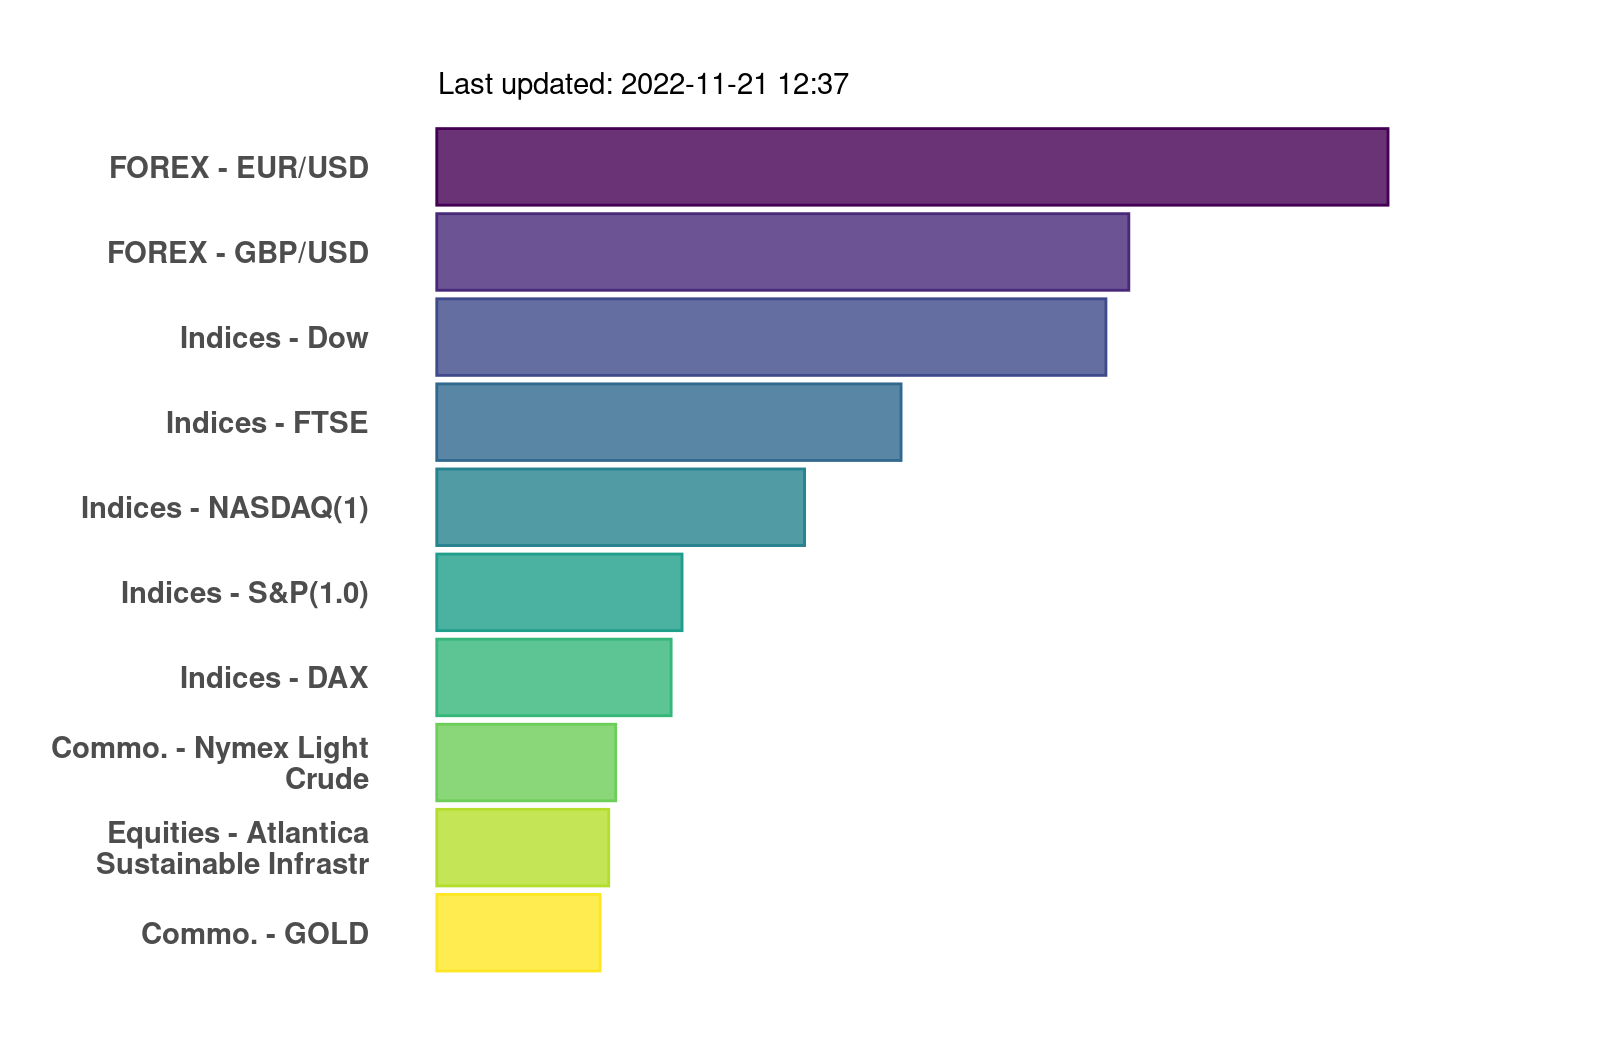 Last updated: 2022-11-21 12:37
FOREX - EUR/USD
FOREX - GBP/USD
Indices - Dow
Indices - FTSE
Indices - NASDAQ(1)
Indices - S&P(1.0)
Indices - DAX
Commo. - Nymex Light
Crude
Equities - Atlantica
Sustainable Infrastr
Commo. - GOLD